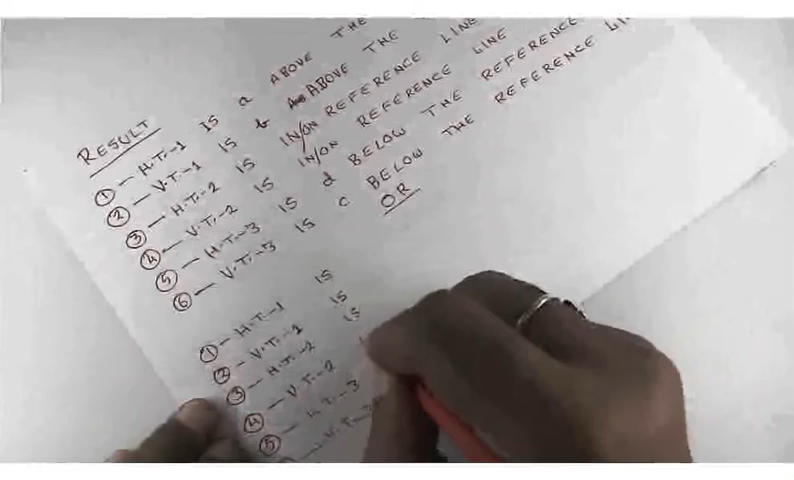 RESULT
① — H.T.-1 IS a ABOVE THE
② — V.T.-1 IS b ABOVE THE
③ — H.T.-2 IS IN/ON REFERENCE LINE
④ — V.T.-2 IS IN/ON REFERENCE LINE
⑤ — H.T.-3 IS d BELOW THE REFERENCE
⑥ — V.T.-3 IS c BELOW THE REFERENCE LI
OR
① — H.T.-1 IS
② — V.T.-1 IS
③ — H.T.-2 IS
④ — V.T.-2
⑤ — H.T.-3
— V.T.-3